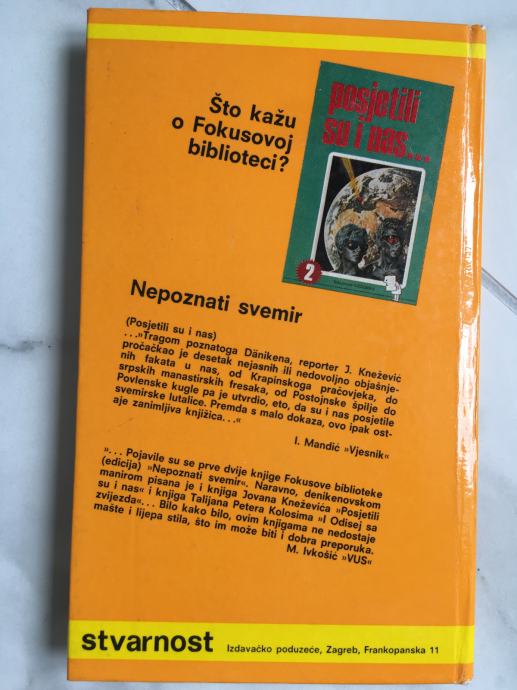 Što kažu
o Fokusovoj
biblioteci?
posjetili
su i nas...
2
Nepoznati svemir
(Posjetili su i nas)
...»Tragom poznatoga Dänikena, reporter J. Knežević
pročačkao je desetak nejasnih ili nedovoljno objašnje-
nih fakata u nas, od Krapinskoga pračovjeka, do
srpskih manastirskih fresaka, od Postojnske špilje do
Povlenske kugle pa je utvrdio, eto, da su i nas posjetile
svemirske lutalice. Premda s malo dokaza, ovo ipak ost-
aje zanimljiva knjižica...«
I. Mandić »Vjesnik«
»... Pojavile su se prve dvije knjige Fokusove biblioteke
(edicija) »Nepoznati svemir«. Naravno, denikenovskom
manirom pisana je i knjiga Jovana Kneževića »Posjetili
su i nas« i knjiga Talijana Petera Kolosima »I Odisej sa
zvijezda«... Bilo kako bilo, ovim knjigama ne nedostaje
mašte i lijepa stila, što im može biti i dobra preporuka.
M. Ivkošić »VUS«
stvarnost Izdavačko poduzeće, Zagreb, Frankopanska 11